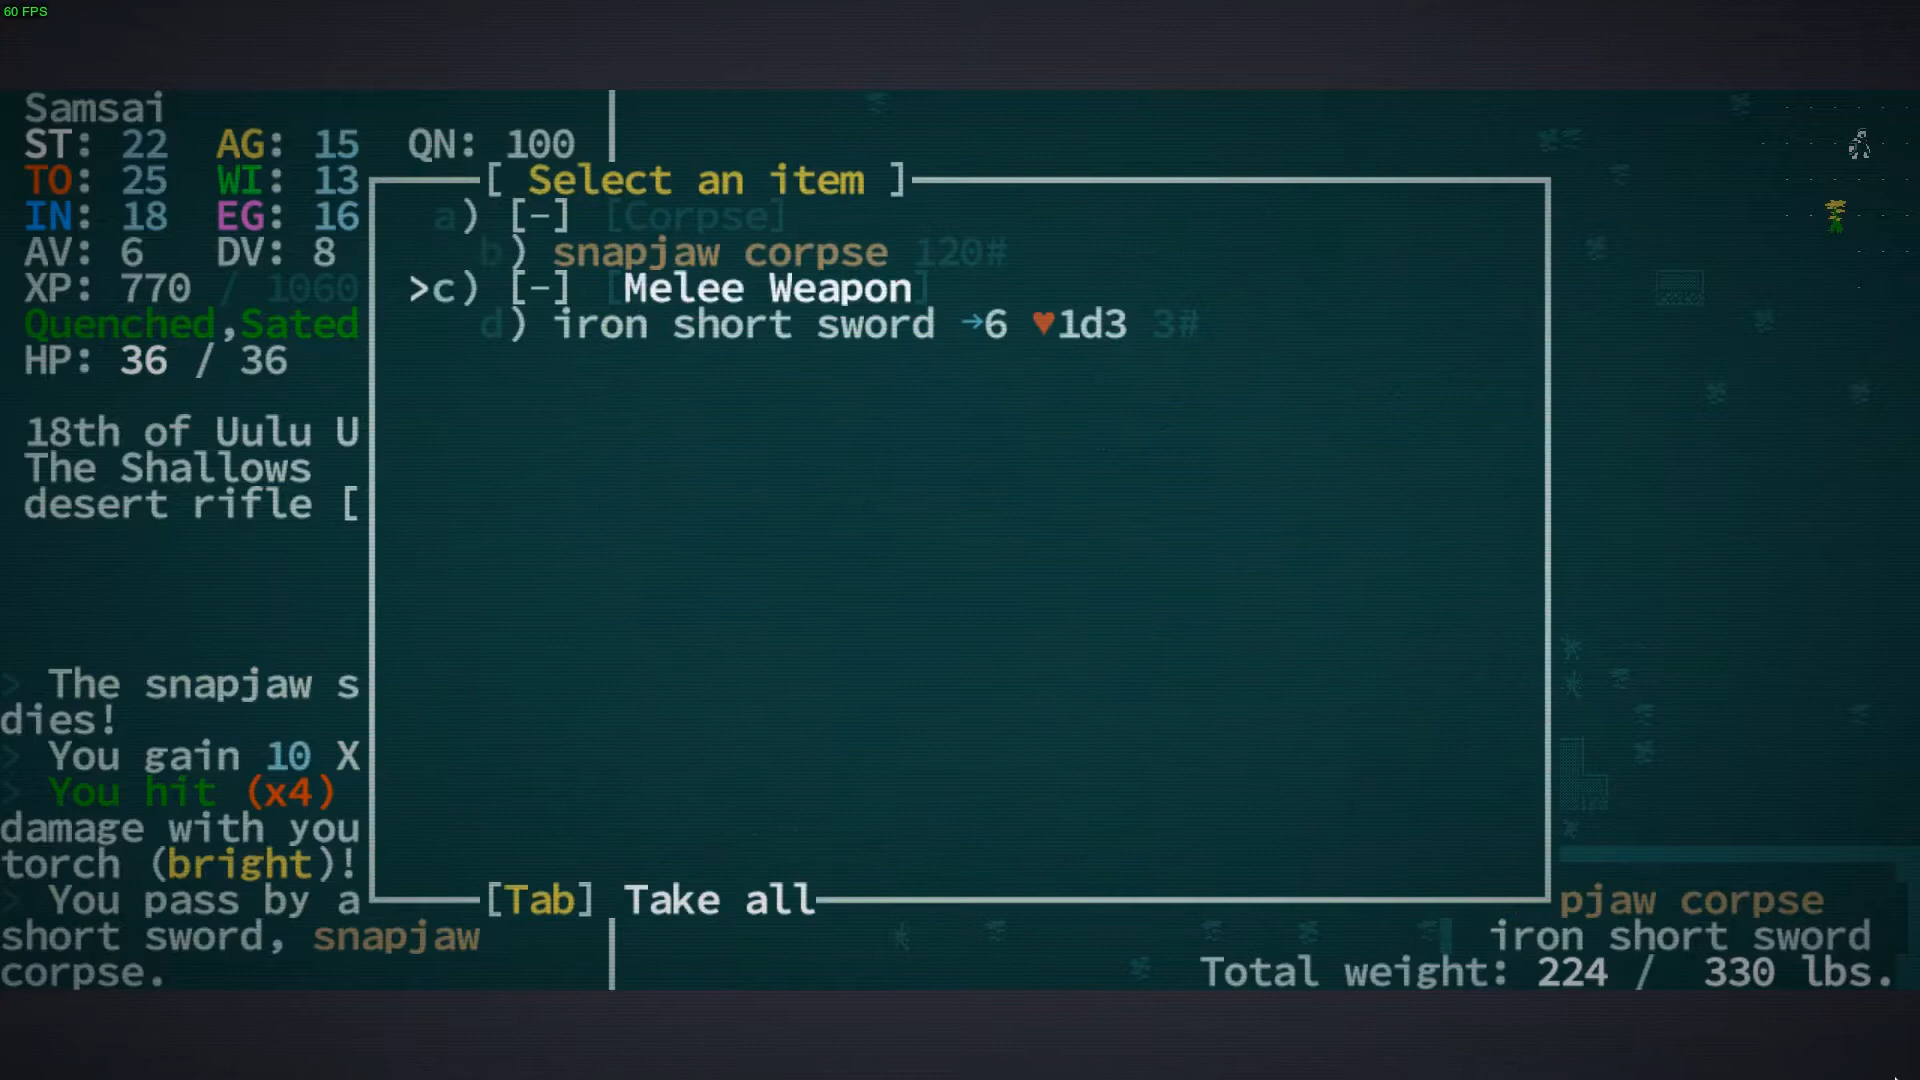 60 FPS
Samsai
ST: 22 AG: 15 QN: 100
TO: 25 WI: 13
IN: 18 EG: 16
AV: 6 DV: 8
XP: 770 / 1060
Quenched,Sated
HP: 36 / 36
18th of Uulu U
The Shallows
desert rifle [
> The snapjaw s
dies!
> You gain 10 X
> You hit (x4)
damage with you
torch (bright)!
> You pass by a
short sword, snapjaw
corpse.
[ Select an item ]
a) [-] [Corpse]
b) snapjaw corpse 120#
>c) [-] [Melee Weapon]
d) iron short sword →6 ♥1d3 3#
[Tab] Take all
pjaw corpse
iron short sword
Total weight: 224 / 330 lbs.